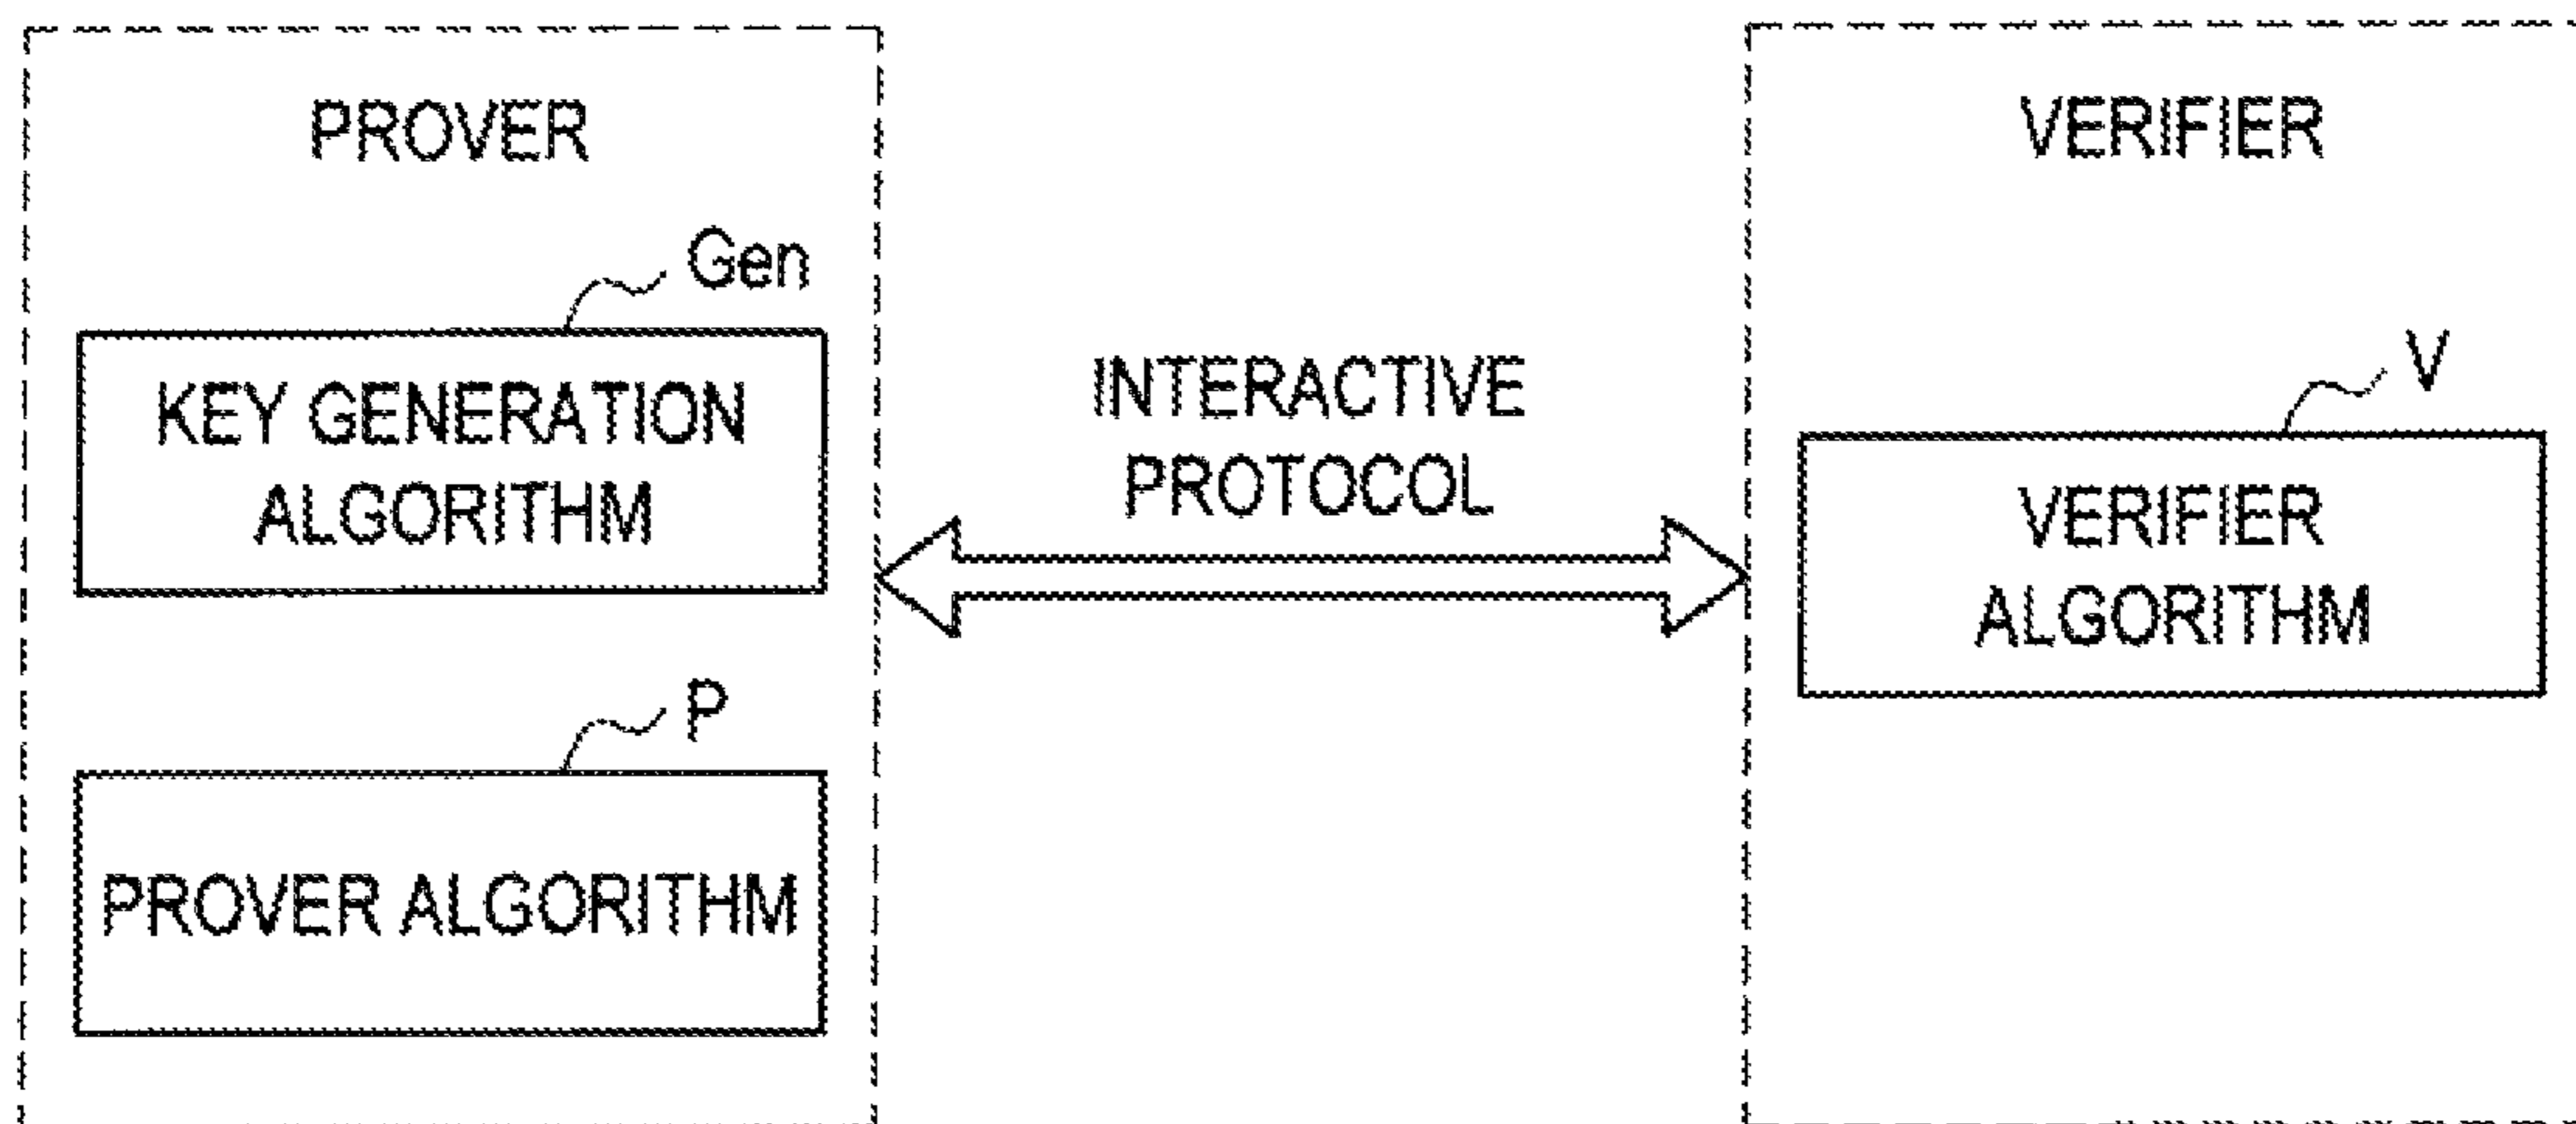 PROVER
Gen
KEY GENERATION
ALGORITHM
P
PROVER ALGORITHM
INTERACTIVE
PROTOCOL
VERIFIER
V
VERIFIER
ALGORITHM